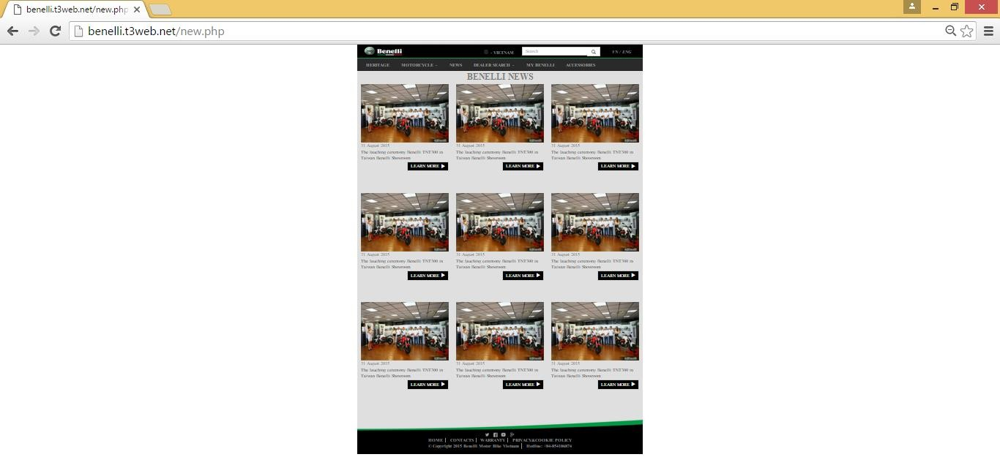 benelli.t3web.net/new.php
benelli.t3web.net/new.php
Benelli
- VIETNAM
Search
VN / ENG
HERITAGE MOTORCYCLE NEWS DEALER SEARCH MY BENELLI ACCESSORIES
BENELLI NEWS
31 August 2015 31 August 2015 31 August 2015
The lauching ceremony Benelli TNT300 in The lauching ceremony Benelli TNT300 in The lauching ceremony Benelli TNT300 in
Taiwan Benelli Showroom Taiwan Benelli Showroom Taiwan Benelli Showroom
LEARN MORE LEARN MORE LEARN MORE
31 August 2015 31 August 2015 31 August 2015
The lauching ceremony Benelli TNT300 in The lauching ceremony Benelli TNT300 in The lauching ceremony Benelli TNT300 in
Taiwan Benelli Showroom Taiwan Benelli Showroom Taiwan Benelli Showroom
LEARN MORE LEARN MORE LEARN MORE
31 August 2015 31 August 2015 31 August 2015
The lauching ceremony Benelli TNT300 in The lauching ceremony Benelli TNT300 in The lauching ceremony Benelli TNT300 in
Taiwan Benelli Showroom Taiwan Benelli Showroom Taiwan Benelli Showroom
LEARN MORE LEARN MORE LEARN MORE
HOME | CONTACTS | WARRANTY | PRIVACY&COOKIE POLICY
© Copyright 2015 Benelli Motor Bike Vietnam | Hotline: +84-854106874